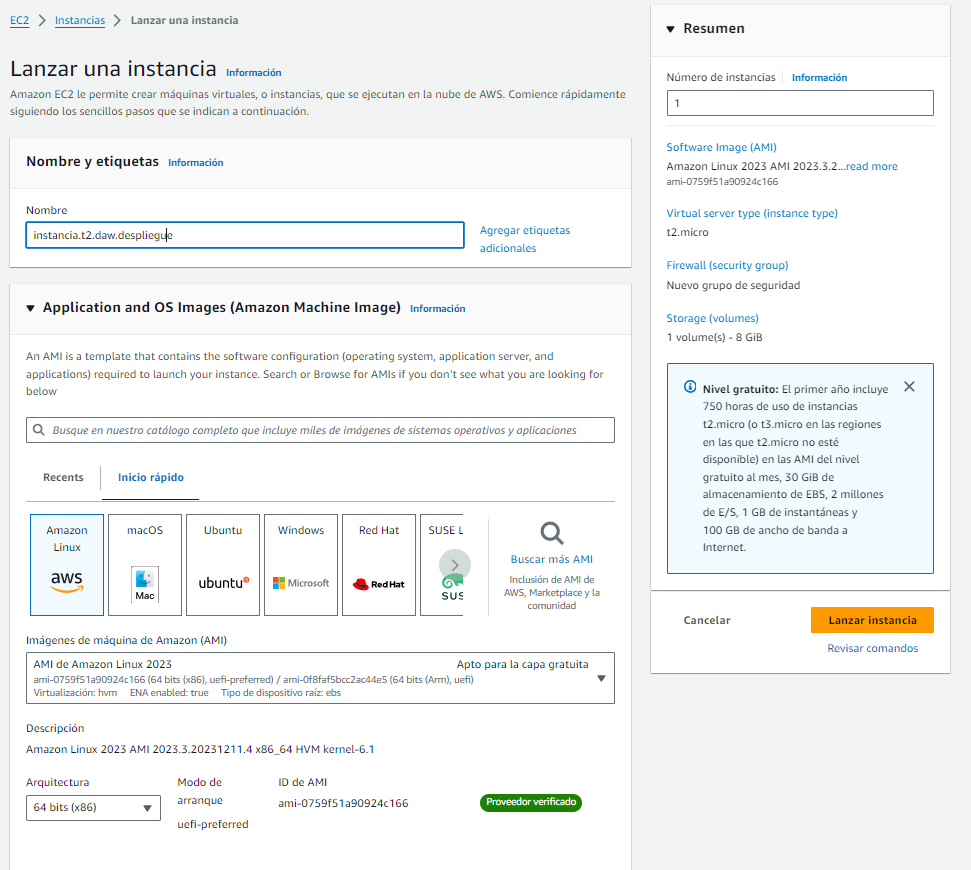 EC2 > Instancias > Lanzar una instancia
Lanzar una instancia Información
Amazon EC2 le permite crear máquinas virtuales, o instancias, que se ejecutan en la nube de AWS. Comience rápidamente
siguiendo los sencillos pasos que se indican a continuación.
Nombre y etiquetas Información
Nombre
instancia.t2.daw.despliegue
Agregar etiquetas
adicionales
Application and OS Images (Amazon Machine Image) Información
An AMI is a template that contains the software configuration (operating system, application server, and
applications) required to launch your instance. Search or Browse for AMIs if you don't see what you are looking for
below
Busque en nuestro catálogo completo que incluye miles de imágenes de sistemas operativos y aplicaciones
Recents Inicio rápido
Amazon
Linux
aws
macOS
Mac
Ubuntu
ubuntu
Windows
Microsoft
Red Hat
Red Hat
SUSE L
SUS
Buscar más AMI
Inclusión de AMI de
AWS, Marketplace y la
comunidad
Imágenes de máquina de Amazon (AMI)
AMI de Amazon Linux 2023 Apto para la capa gratuita
ami-0759f51a90924c166 (64 bits (x86), uefi-preferred) / ami-0f8faf5bcc2ac44e5 (64 bits (Arm), uefi)
Virtualización: hvm ENA enabled: true Tipo de dispositivo raíz: ebs
Descripción
Amazon Linux 2023 AMI 2023.3.20231211.4 x86_64 HVM kernel-6.1
Arquitectura
64 bits (x86)
Modo de
arranque
uefi-preferred
ID de AMI
ami-0759f51a90924c166
Proveedor verificado
Resumen
Número de instancias Información
1
Software Image (AMI)
Amazon Linux 2023 AMI 2023.3.2...read more
ami-0759f51a90924c166
Virtual server type (instance type)
t2.micro
Firewall (security group)
Nuevo grupo de seguridad
Storage (volumes)
1 volume(s) - 8 GiB
Nivel gratuito: El primer año incluye
750 horas de uso de instancias
t2.micro (o t3.micro en las regiones
en las que t2.micro no esté
disponible) en las AMI del nivel
gratuito al mes, 30 GiB de
almacenamiento de EBS, 2 millones
de E/S, 1 GB de instantáneas y
100 GB de ancho de banda a
Internet.
Cancelar
Lanzar instancia
Revisar comandos